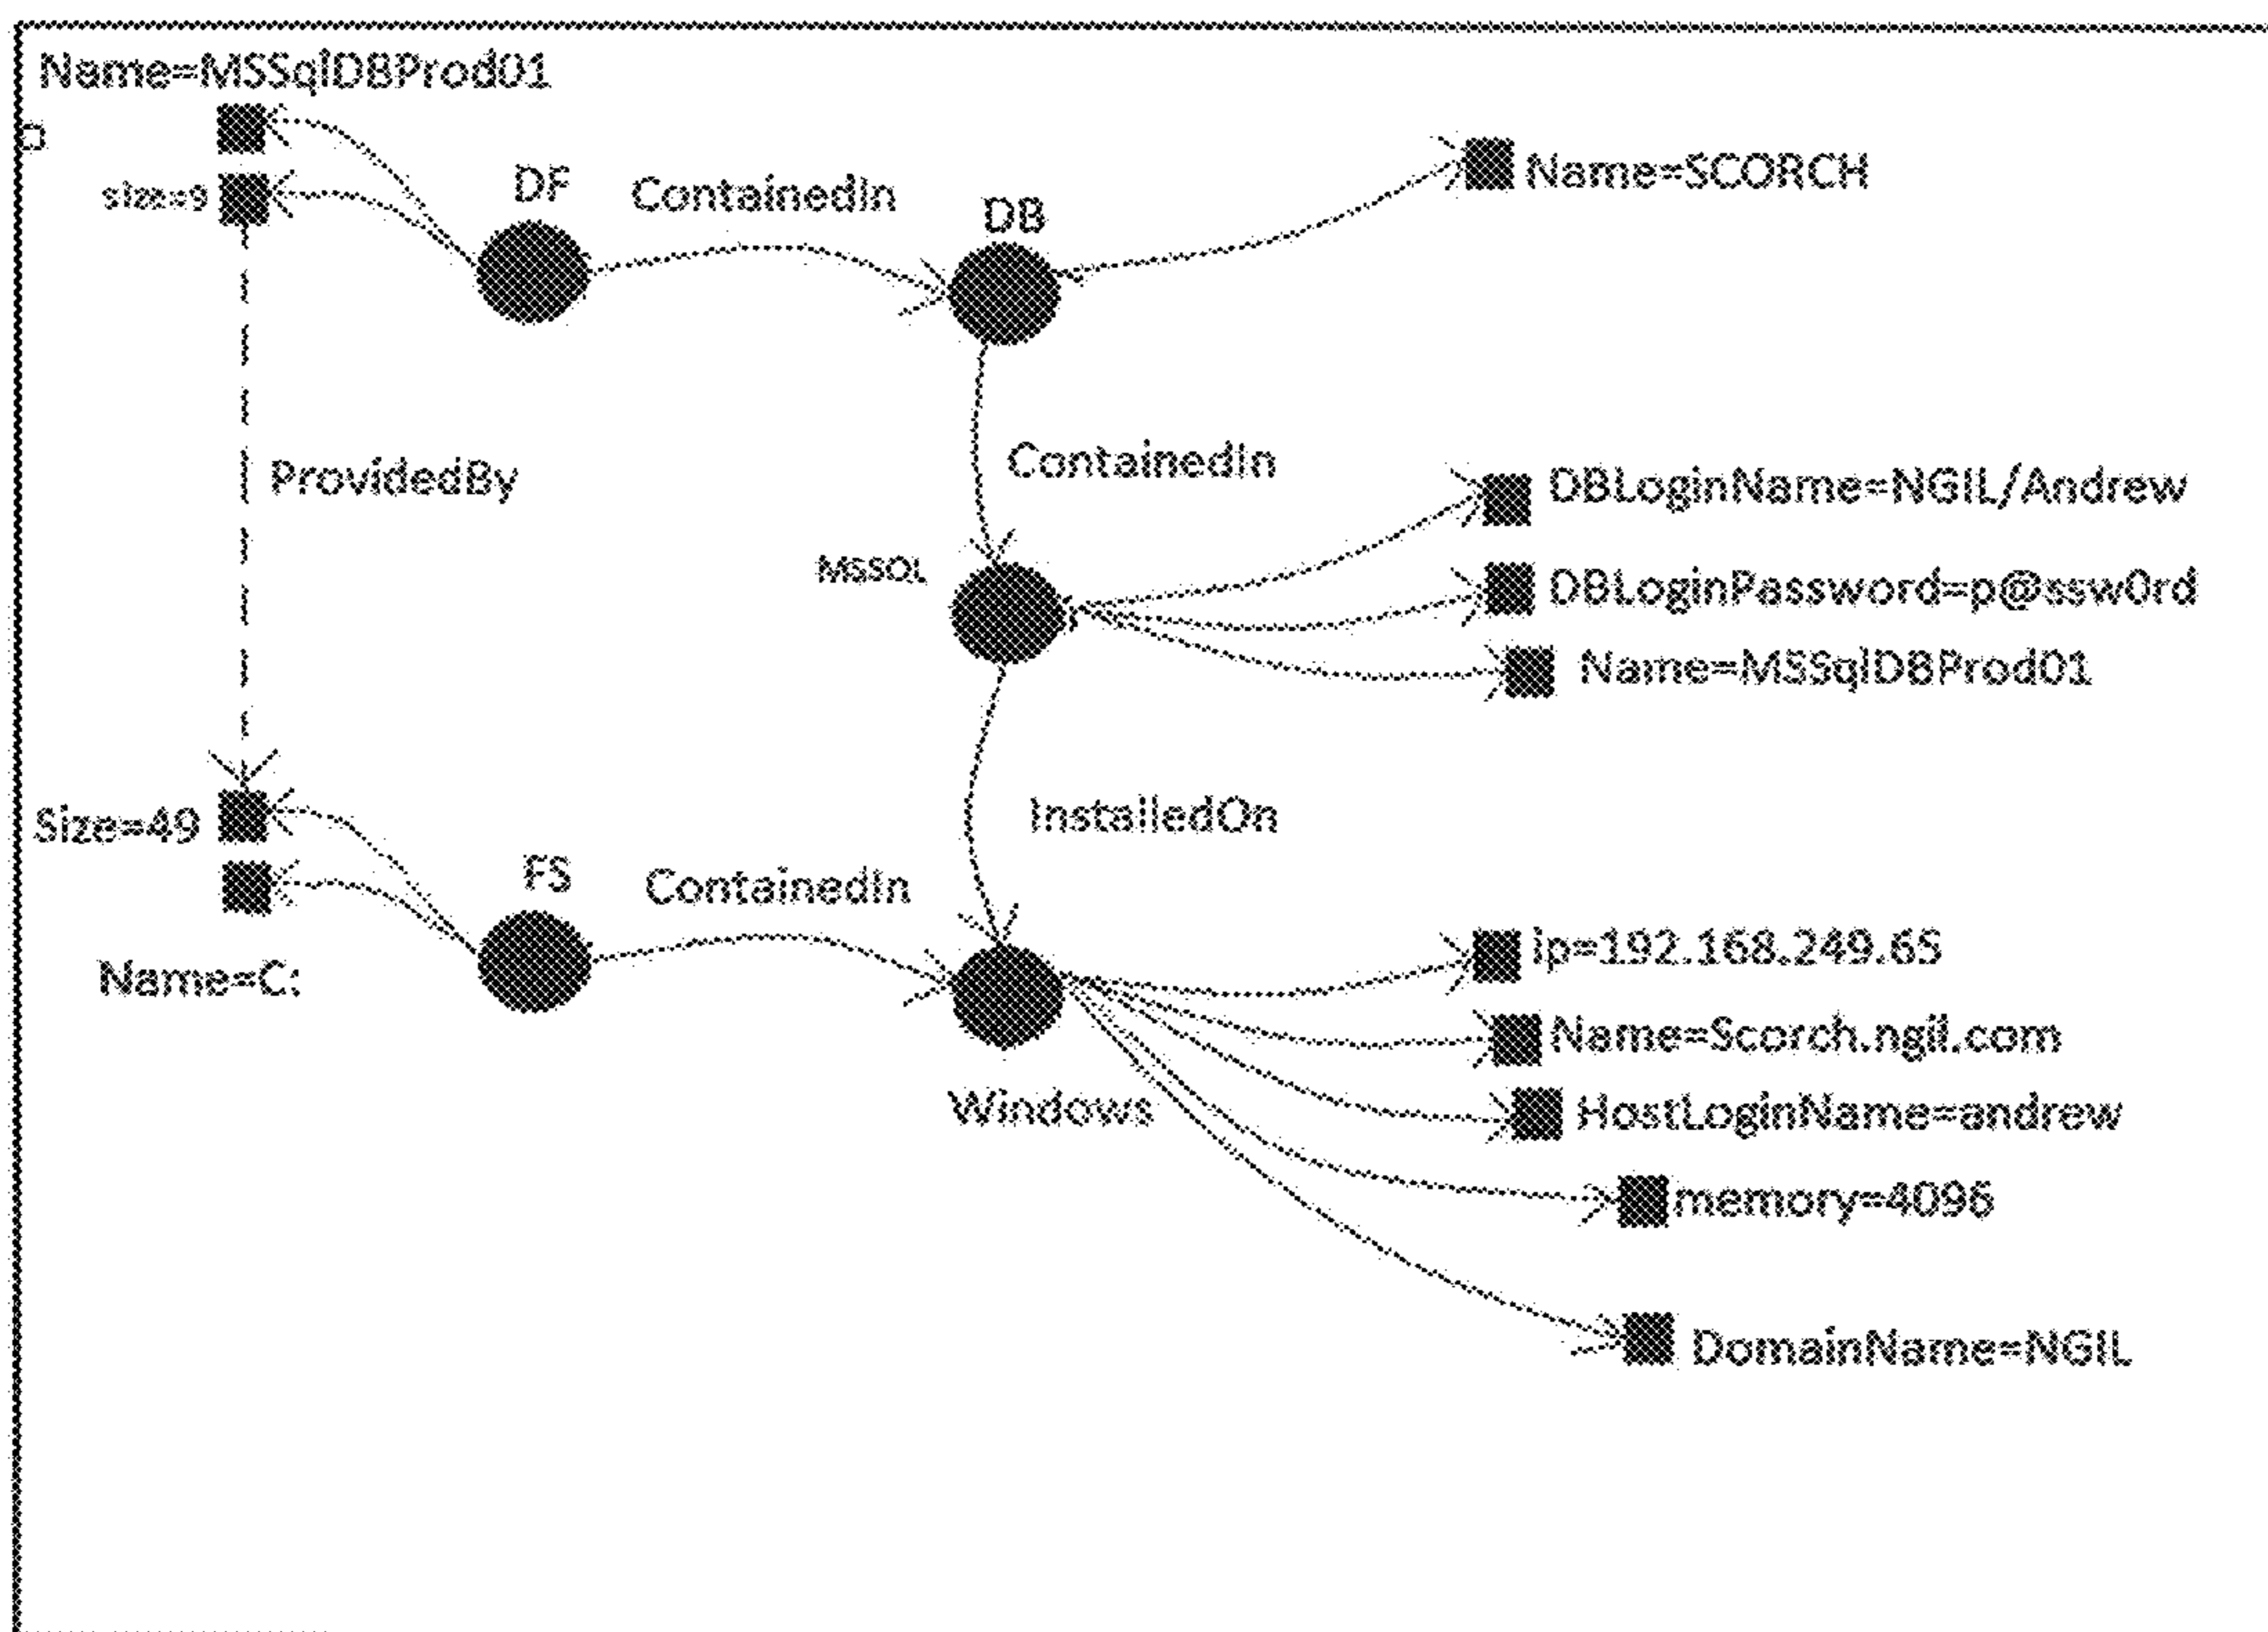 Name=MSSqlDBProd01
size=9
DF
ContainedIn
DB
Name=SCORCH
ProvidedBy
ContainedIn
MSSQL
DBLoginName=NGIL/Andrew
DBLoginPassword=p@ssw0rd
Name=MSSqlDBProd01
Size=49
InstalledOn
FS
ContainedIn
Name=C:
Windows
ip=192.168.249.65
Name=Scorch.ngil.com
HostLoginName=andrew
memory=4096
DomainName=NGIL